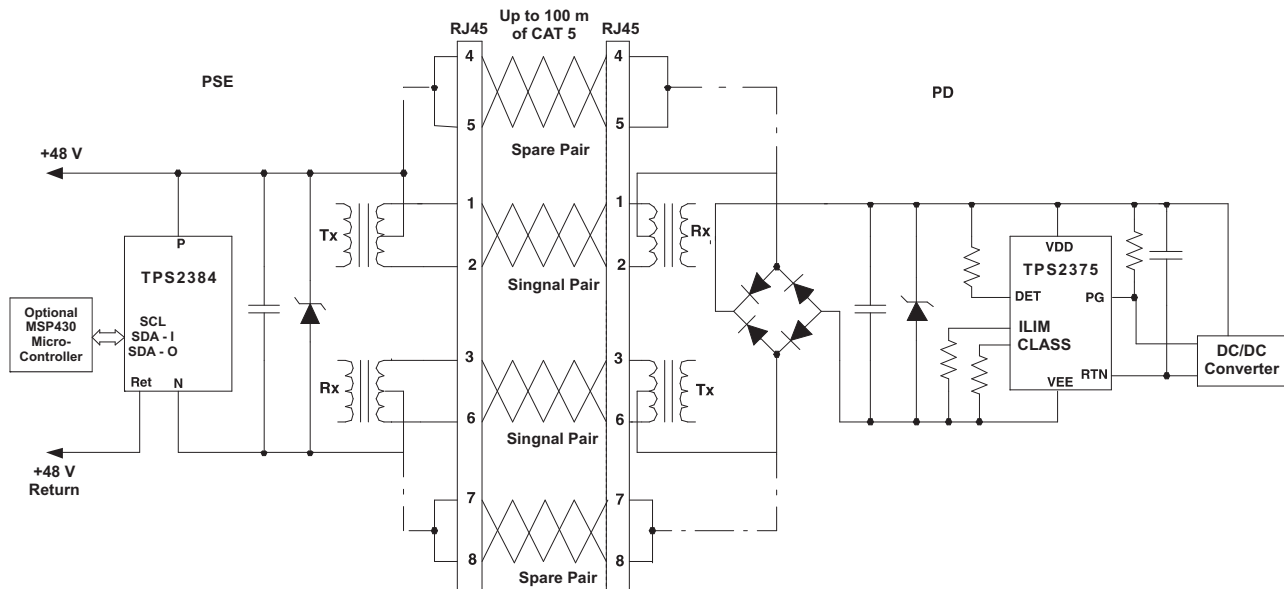 Up to 100 m
of CAT 5
RJ45
RJ45
PSE
PD
4
4
5
5
Spare Pair
+48 V
1
1
Tx
Rx
2
2
Singnal Pair
P
TPS2384
SCL
SDA - I
SDA - O
Ret
N
Optional
MSP430
Micro-
Controller
VDD
TPS2375
DET
PG
ILIM
CLASS
RTN
VEE
DC/DC
Converter
3
3
Rx
Tx
6
6
Singnal Pair
+48 V
Return
7
7
8
8
Spare Pair